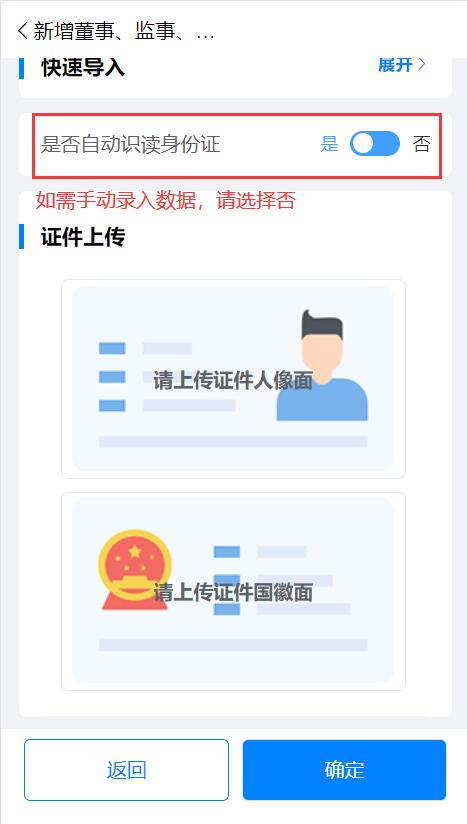 新增董事、监事、...
快速导入 展开
是否自动识读身份证 是 否
如需手动录入数据，请选择否
证件上传
请上传证件人像面
请上传证件国徽面
返回 确定